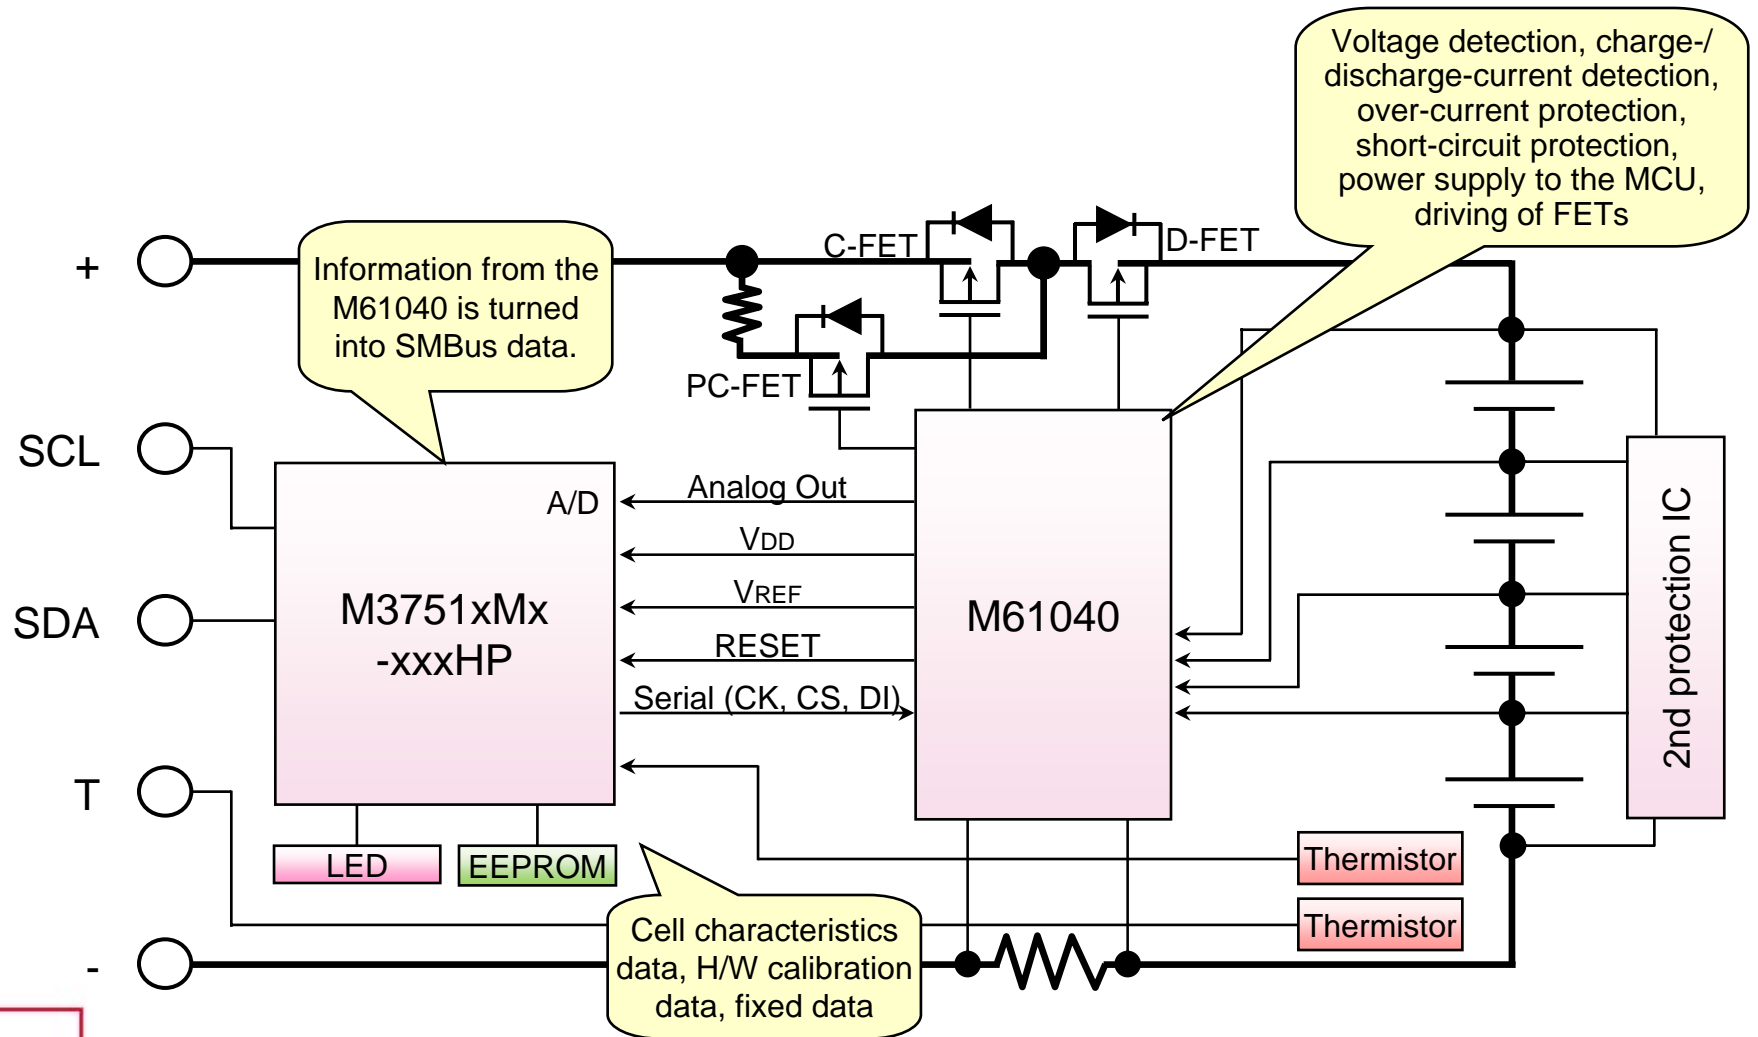 Voltage detection, charge-/
discharge-current detection,
over-current protection,
short-circuit protection,
power supply to the MCU,
driving of FETs
C-FET
D-FET
+
Information from the
M61040 is turned
into SMBus data.
PC-FET
SCL
A/D
Analog Out
VDD
VREF
RESET
Serial (CK, CS, DI)
M3751xMx
-xxxHP
M61040
2nd protection IC
SDA
T
LED
EEPROM
Thermistor
Thermistor
Cell characteristics
data, H/W calibration
data, fixed data
-